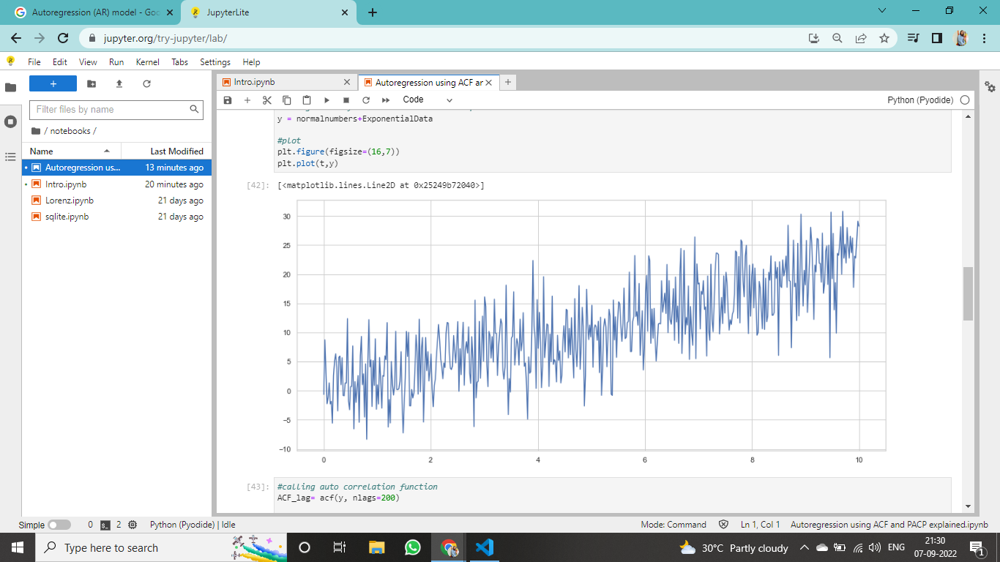 Autoregression (AR) model - Goo
JupyterLite
jupyter.org/try-jupyter/lab/
File Edit View Run Kernel Tabs Settings Help
Intro.ipynb
Autoregression using ACF ar
Code
Python (Pyodide)
Filter files by name
/ notebooks /
Name Last Modified
Autoregression us... 13 minutes ago
Intro.ipynb 20 minutes ago
Lorenz.ipynb 21 days ago
sqlite.ipynb 21 days ago
y = normalnumbers+ExponentialData
#plot
plt.figure(figsize=(16,7))
plt.plot(t,y)
[42]: [<matplotlib.lines.Line2D at 0x25249b72040>]
30
25
20
15
10
5
0
−5
−10
0 2 4 6 8 10
[43]: #calling auto correlation function
ACF_lag= acf(y, nlags=200)
Simple 0 2 Python (Pyodide) | Idle
Mode: Command Ln 1, Col 1 Autoregression using ACF and PACP explained.ipynb
Type here to search
30°C Partly cloudy
ENG
21:30
07-09-2022
1